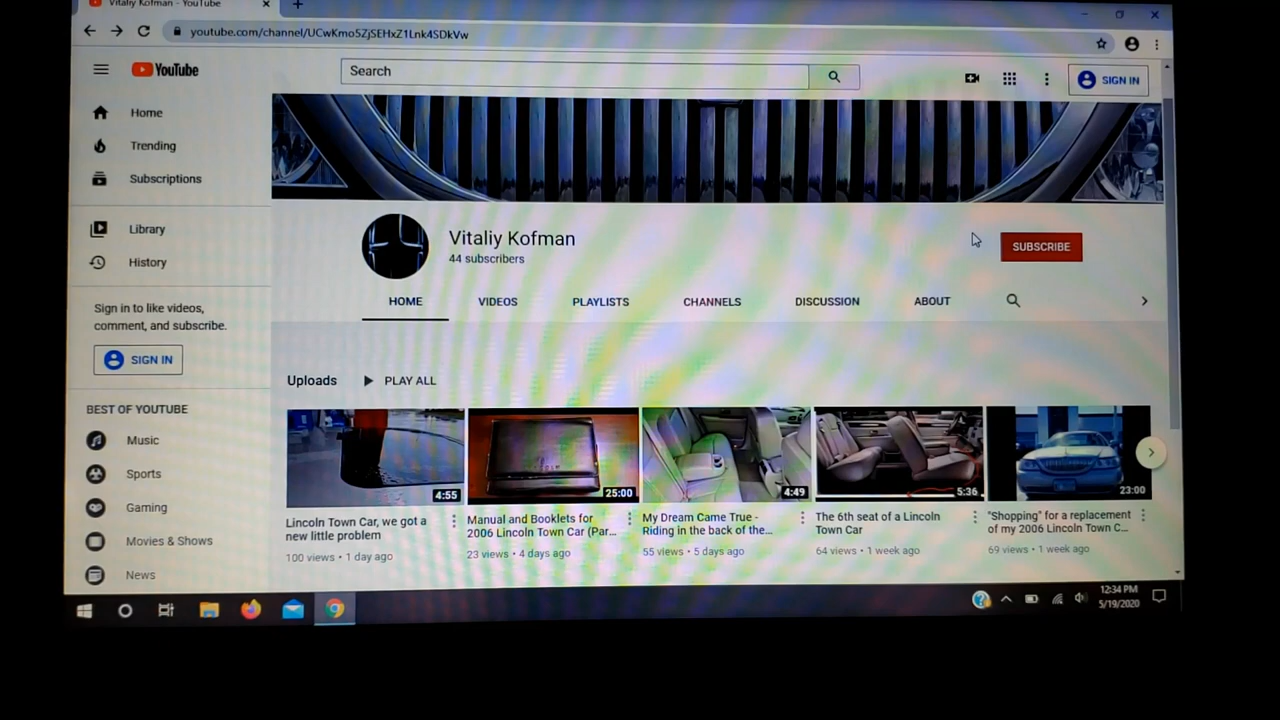 Vitaliy Kofman - YouTube
youtube.com/channel/UCwKmo5ZjSEHxZ1Lnk4SDkVw
YouTube
Search
SIGN IN
Home
Trending
Subscriptions
Library
History
Sign in to like videos,
comment, and subscribe.
SIGN IN
BEST OF YOUTUBE
Music
Sports
Gaming
Movies & Shows
News
Vitaliy Kofman
44 subscribers
SUBSCRIBE
HOME VIDEOS PLAYLISTS CHANNELS DISCUSSION ABOUT
Uploads PLAY ALL
4:55
Lincoln Town Car, we got a
new little problem
100 views • 1 day ago
25:00
Manual and Booklets for
2006 Lincoln Town Car (Par...
23 views • 4 days ago
4:49
My Dream Came True -
Riding in the back of the...
55 views • 5 days ago
5:36
The 6th seat of a Lincoln
Town Car
64 views • 1 week ago
23:00
"Shopping" for a replacement
of my 2006 Lincoln Town C...
69 views • 1 week ago
12:34 PM
5/19/2020